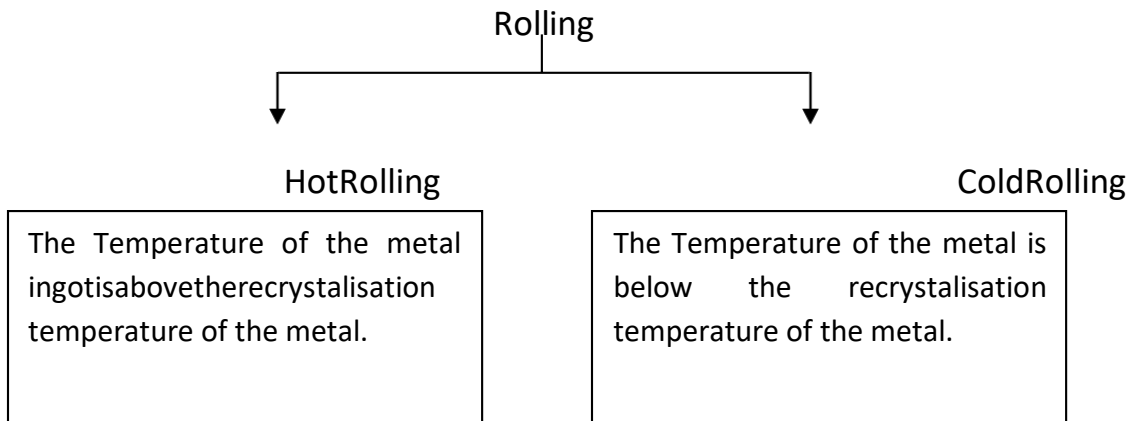 Rolling
HotRolling
ColdRolling
The Temperature of the metal
ingotisabovetherecrystalisation
temperature of the metal.
The Temperature of the metal is
below the recrystalisation
temperature of the metal.